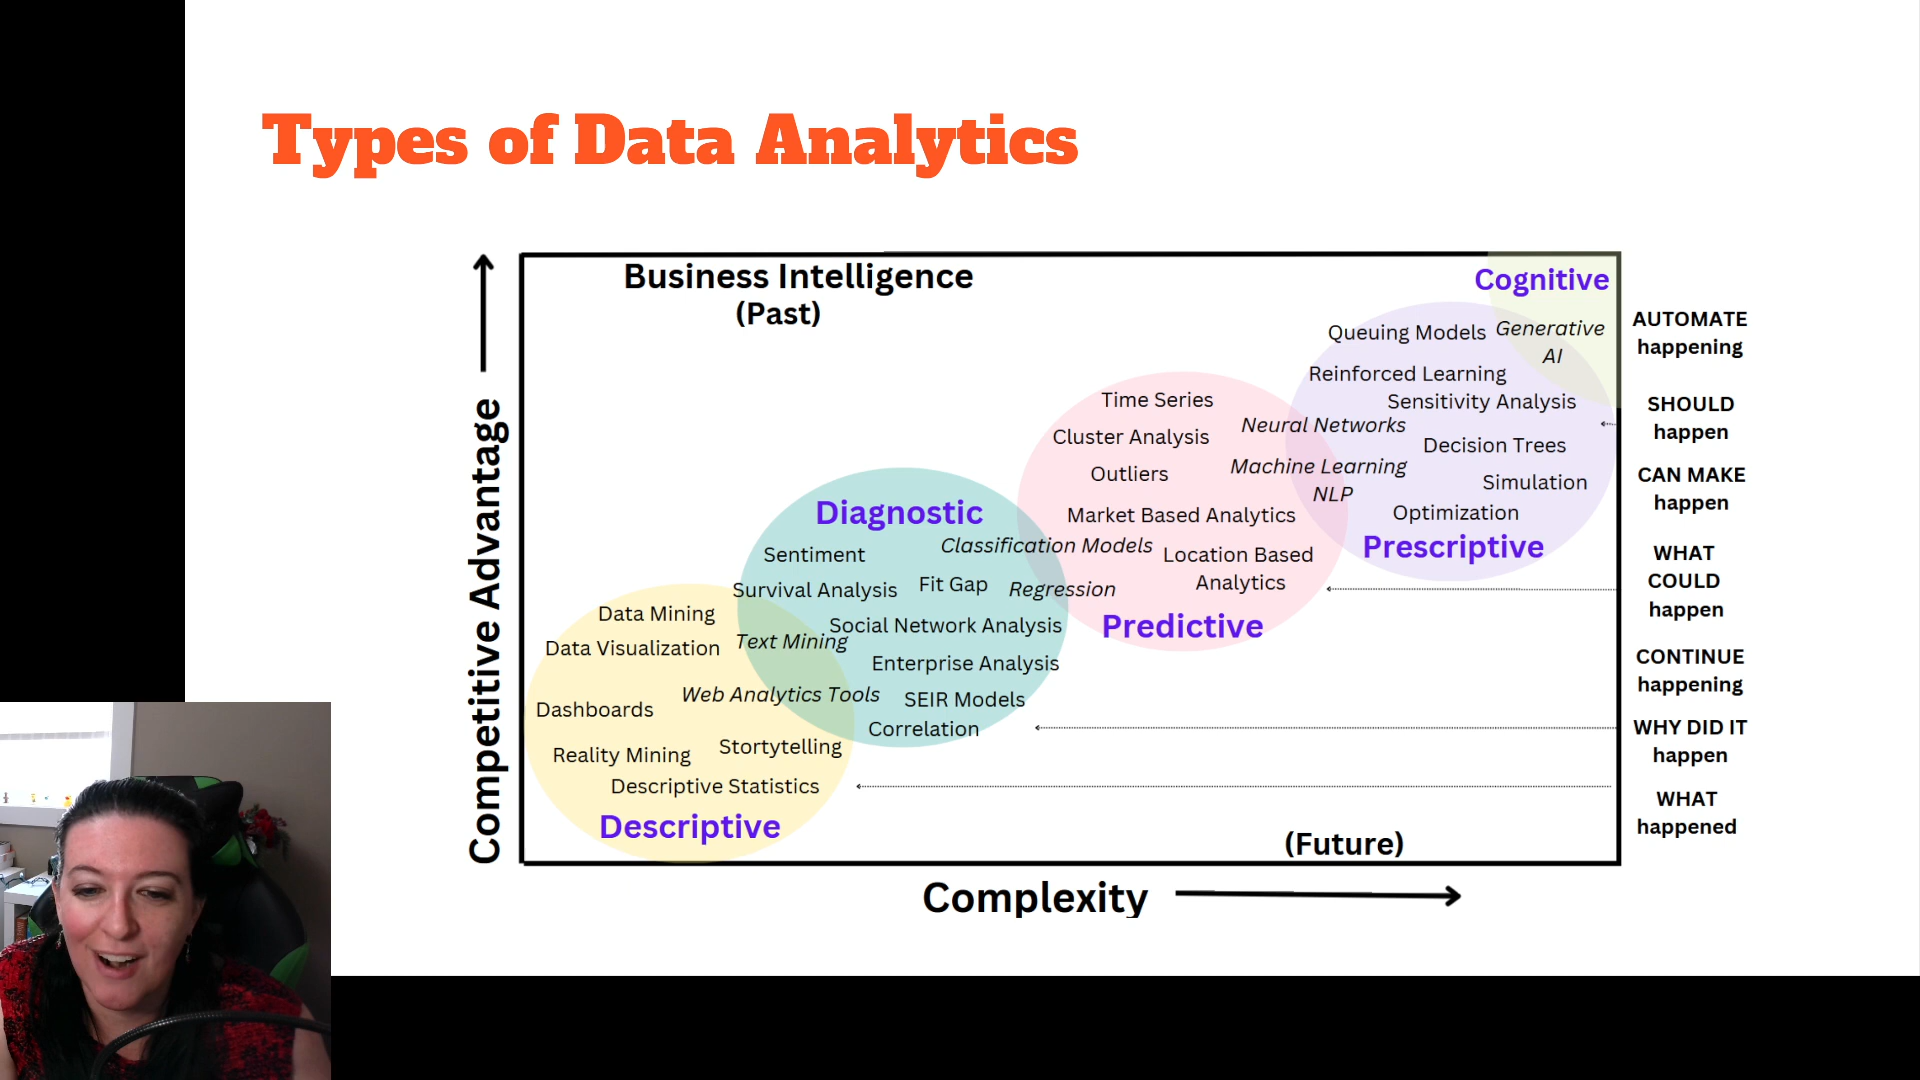 Types of Data Analytics
Business Intelligence
(Past)
Cognitive
Queuing Models
Generative
AI
Reinforced Learning
Sensitivity Analysis
Neural Networks
Decision Trees
Machine Learning
NLP
Simulation
Optimization
Prescriptive
Time Series
Cluster Analysis
Outliers
Market Based Analytics
Classification Models
Location Based
Analytics
Regression
Predictive
Diagnostic
Sentiment
Survival Analysis
Fit Gap
Social Network Analysis
Text Mining
Enterprise Analysis
Web Analytics Tools
SEIR Models
Correlation
Data Mining
Data Visualization
Dashboards
Reality Mining
Stortytelling
Descriptive Statistics
Descriptive
(Future)
Competitive Advantage
Complexity
AUTOMATE
happening
SHOULD
happen
CAN MAKE
happen
WHAT
COULD
happen
CONTINUE
happening
WHY DID IT
happen
WHAT
happened